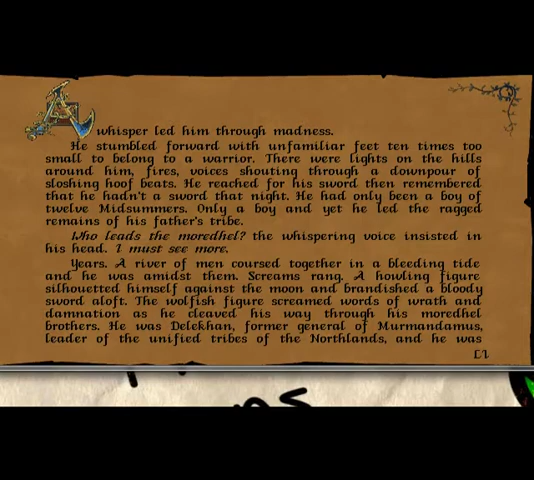 A whisper led him through madness.
He stumbled forward with unfamiliar feet ten times too
small to belong to a warrior. There were lights on the hills
around him, fires, voices shouting through a downpour of
sloshing hoof beats. He reached for his sword then remembered
that he hadn't a sword that night. He had only been a boy of
twelve Midsummers. Only a boy and yet he led the ragged
remains of his father's tribe.
Who leads the moredhel? the whispering voice insisted in
his head. I must see more.
Years. A river of men coursed together in a bleeding tide
and he was amidst them. Screams rang. A howling figure
silhouetted himself against the moon and brandished a bloody
sword aloft. The wolfish figure screamed words of wrath and
damnation as he cleaved his way through his moredhel
brothers. He was Delekhan, former general of Murmandamus,
leader of the unified tribes of the Northlands, and he was